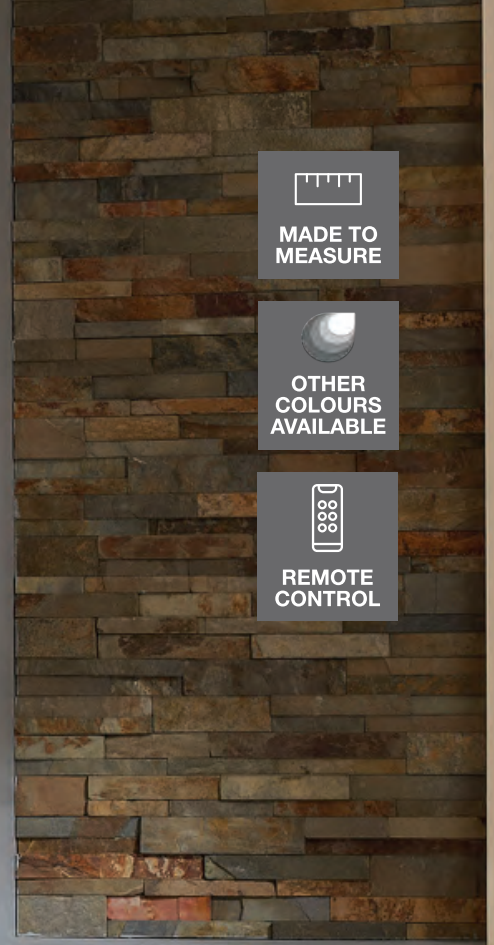 MADE TO
MEASURE
OTHER
COLOURS
AVAILABLE
REMOTE
CONTROL